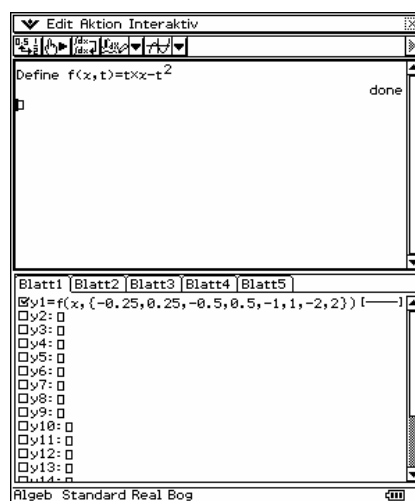 Edit Aktion Interaktiv
Define f(x,t)=t×x-t²
done
Blatt1 Blatt2 Blatt3 Blatt4 Blatt5
y1=f(x,{-0.25,0.25,-0.5,0.5,-1,1,-2,2})
y2:
y3:
y4:
y5:
y6:
y7:
y8:
y9:
y10:
y11:
y12:
y13:
y14:
Algeb Standard Real Bog